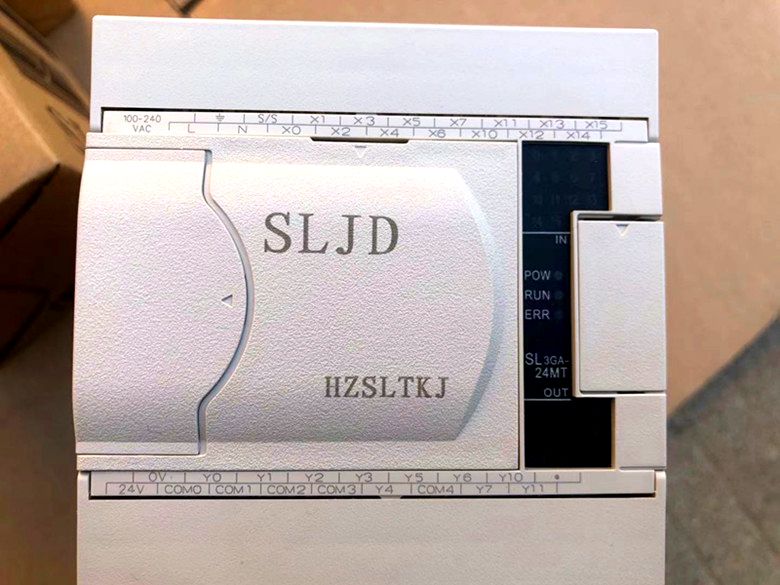 100-240 ⏚ S/S X1 X3 X5 X7 X11 X13 X15
VAC L N X0 X2 X4 X6 X10 X12 X14
SLJD
HZSLTKJ
IN
POW
RUN
ERR
SL3GA-
24MT
OUT
0V Y0 Y1 Y2 Y3 Y5 Y6 Y10
24V COM0 COM1 COM2 COM3 Y4 COM4 Y7 Y11